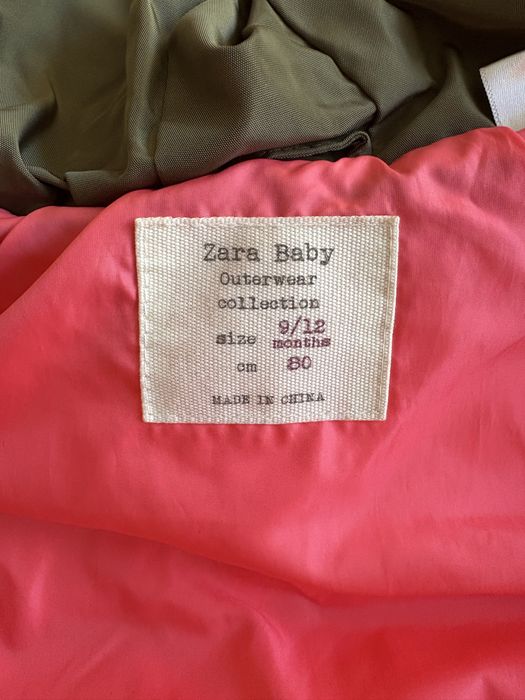 Zara Baby
Outerwear
collection
size 9/12
months
cm 80
MADE IN CHINA